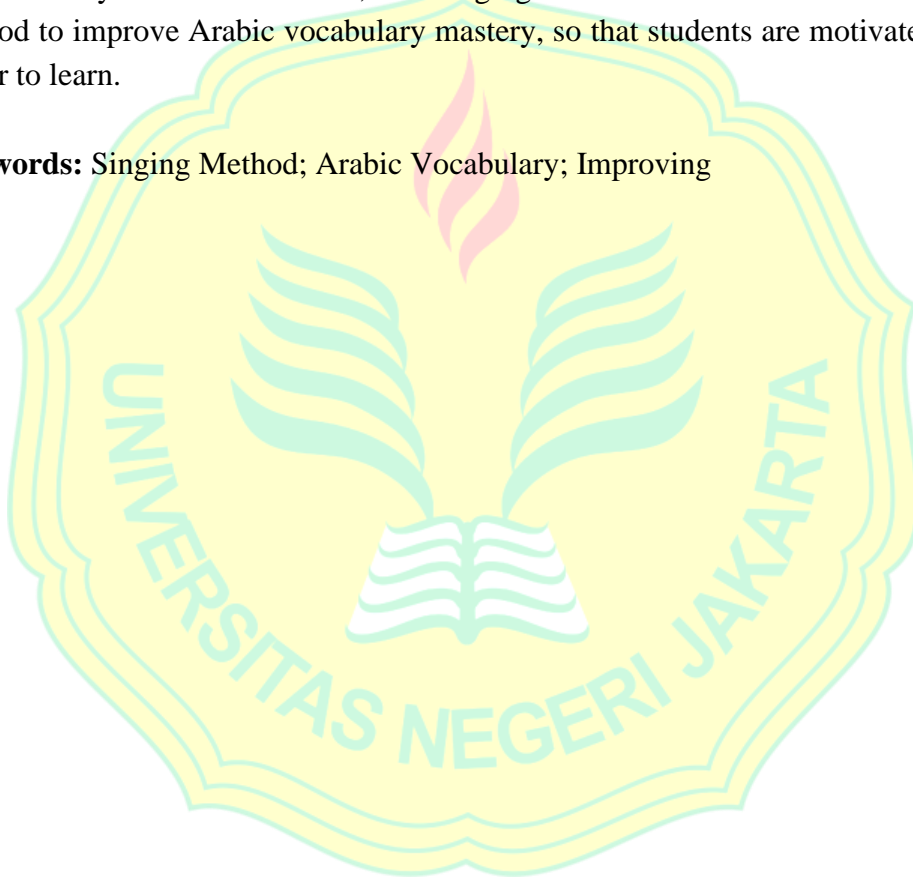 od to improve Arabic vocabulary mastery, so that students are motivate
r to learn.
words: Singing Method; Arabic Vocabulary; Improving
UNIVERSITAS NEGERI JAKARTA